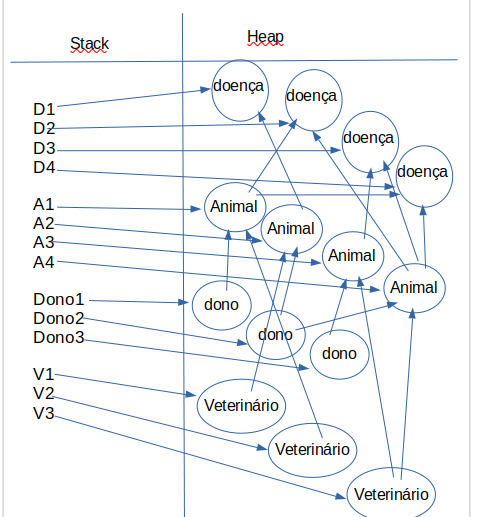 Stack
Heap
D1
D2
D3
D4
A1
A2
A3
A4
Dono1
Dono2
Dono3
V1
V2
V3
doença
doença
doença
doença
Animal
Animal
Animal
Animal
dono
dono
dono
Veterinário
Veterinário
Veterinário